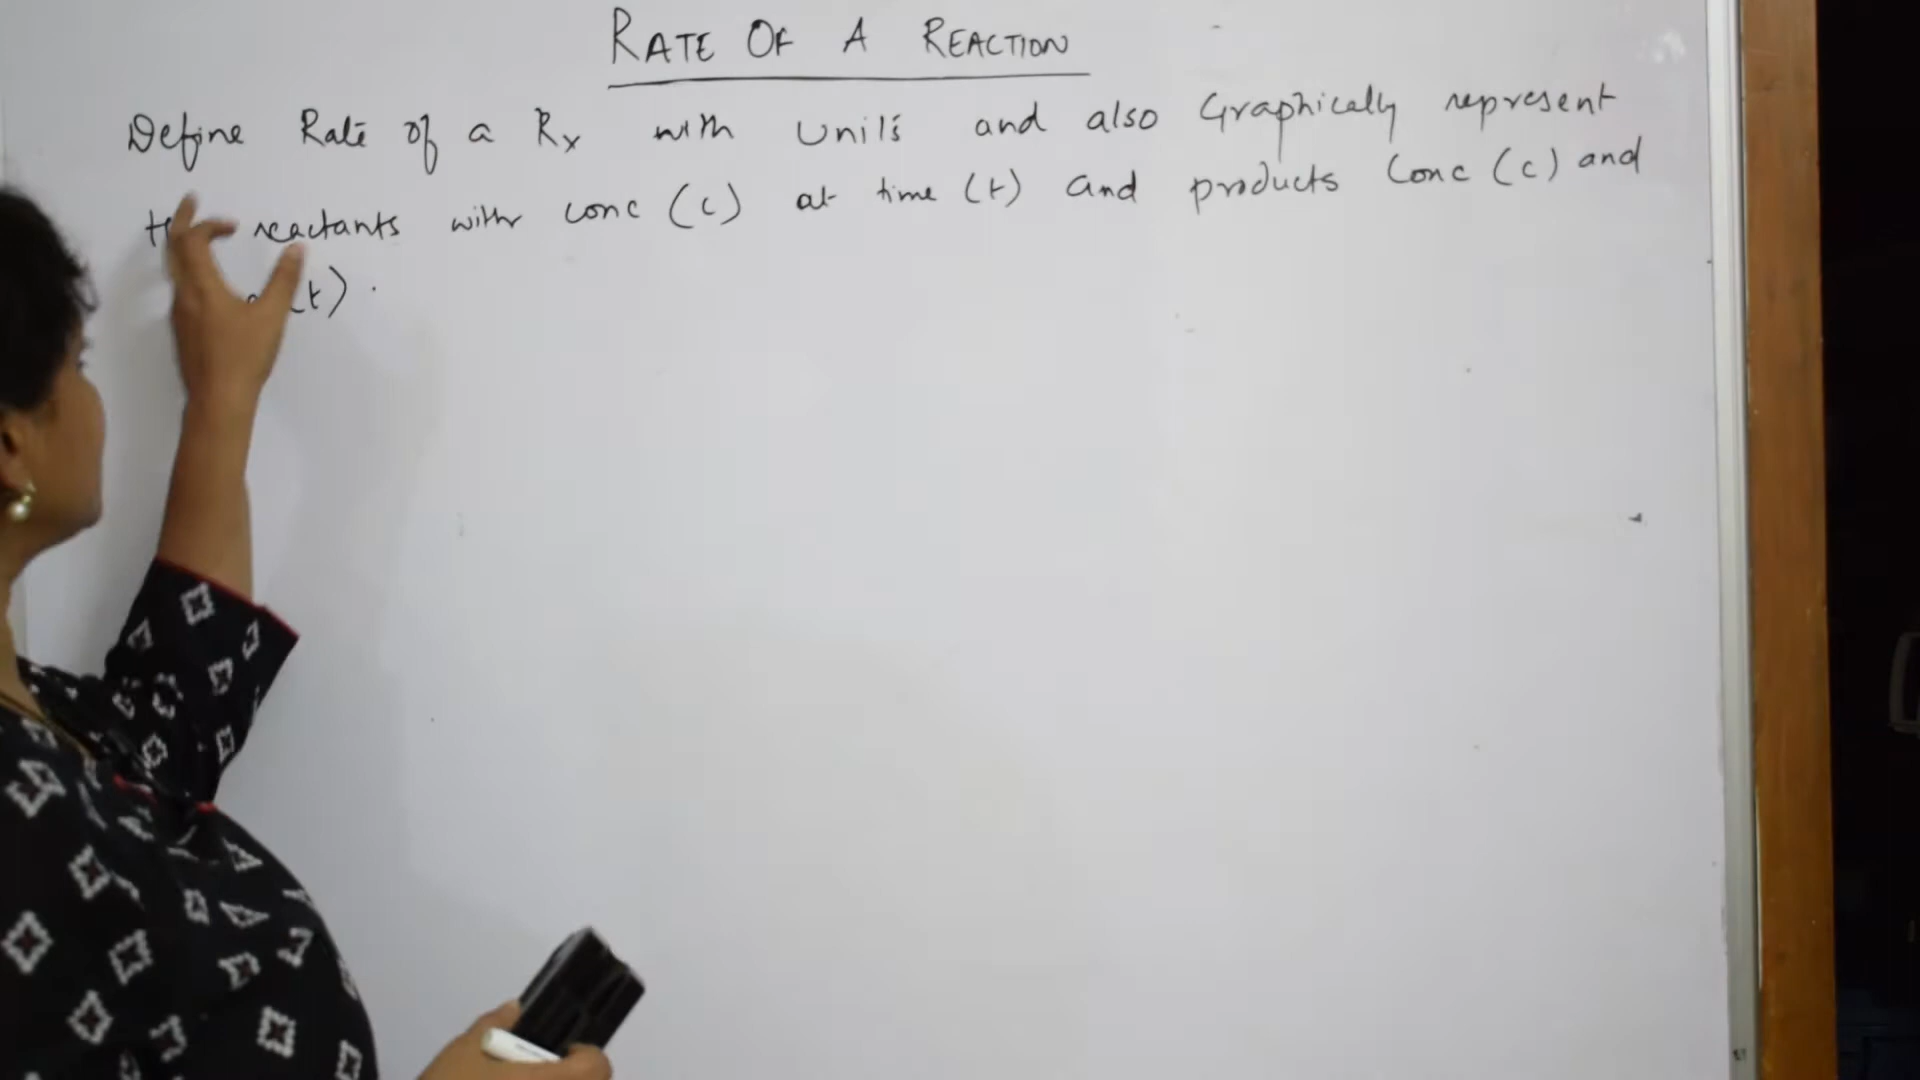 RATE OF A REACTION
Define Rate of a Rx with Units and also Graphically represent
reactants with conc (c) at time (t) and products Conc (c) and
(t).